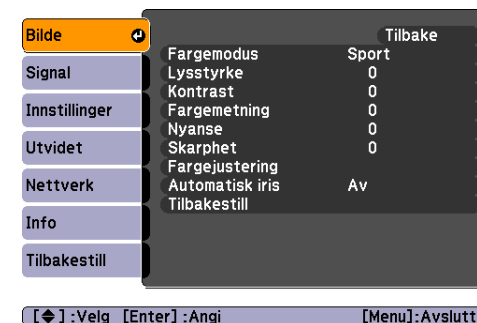 Bilde
Signal
Innstillinger
Utvidet
Nettverk
Info
Tilbakestill
Tilbake
Fargemodus Sport
Lysstyrke 0
Kontrast 0
Fargemetning 0
Nyanse 0
Skarphet 0
Fargejustering
Automatisk iris Av
Tilbakestill
[◆] :Velg [Enter] :Angi [Menu]:Avslutt